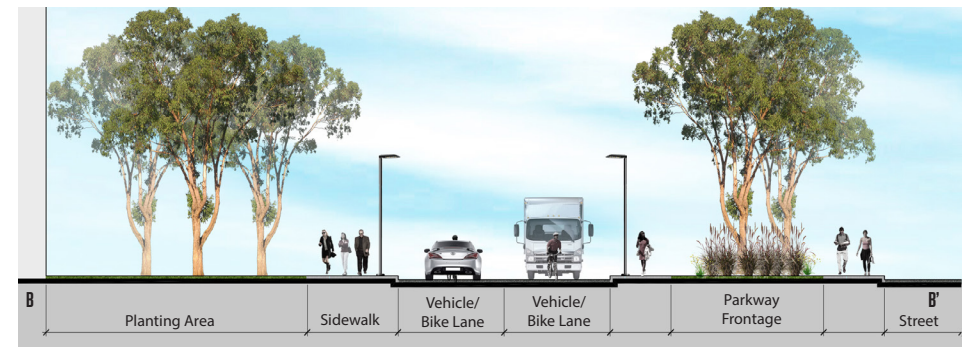 B
Planting Area
Sidewalk
Vehicle/
Bike Lane
Vehicle/
Bike Lane
Parkway
Frontage
B'
Street